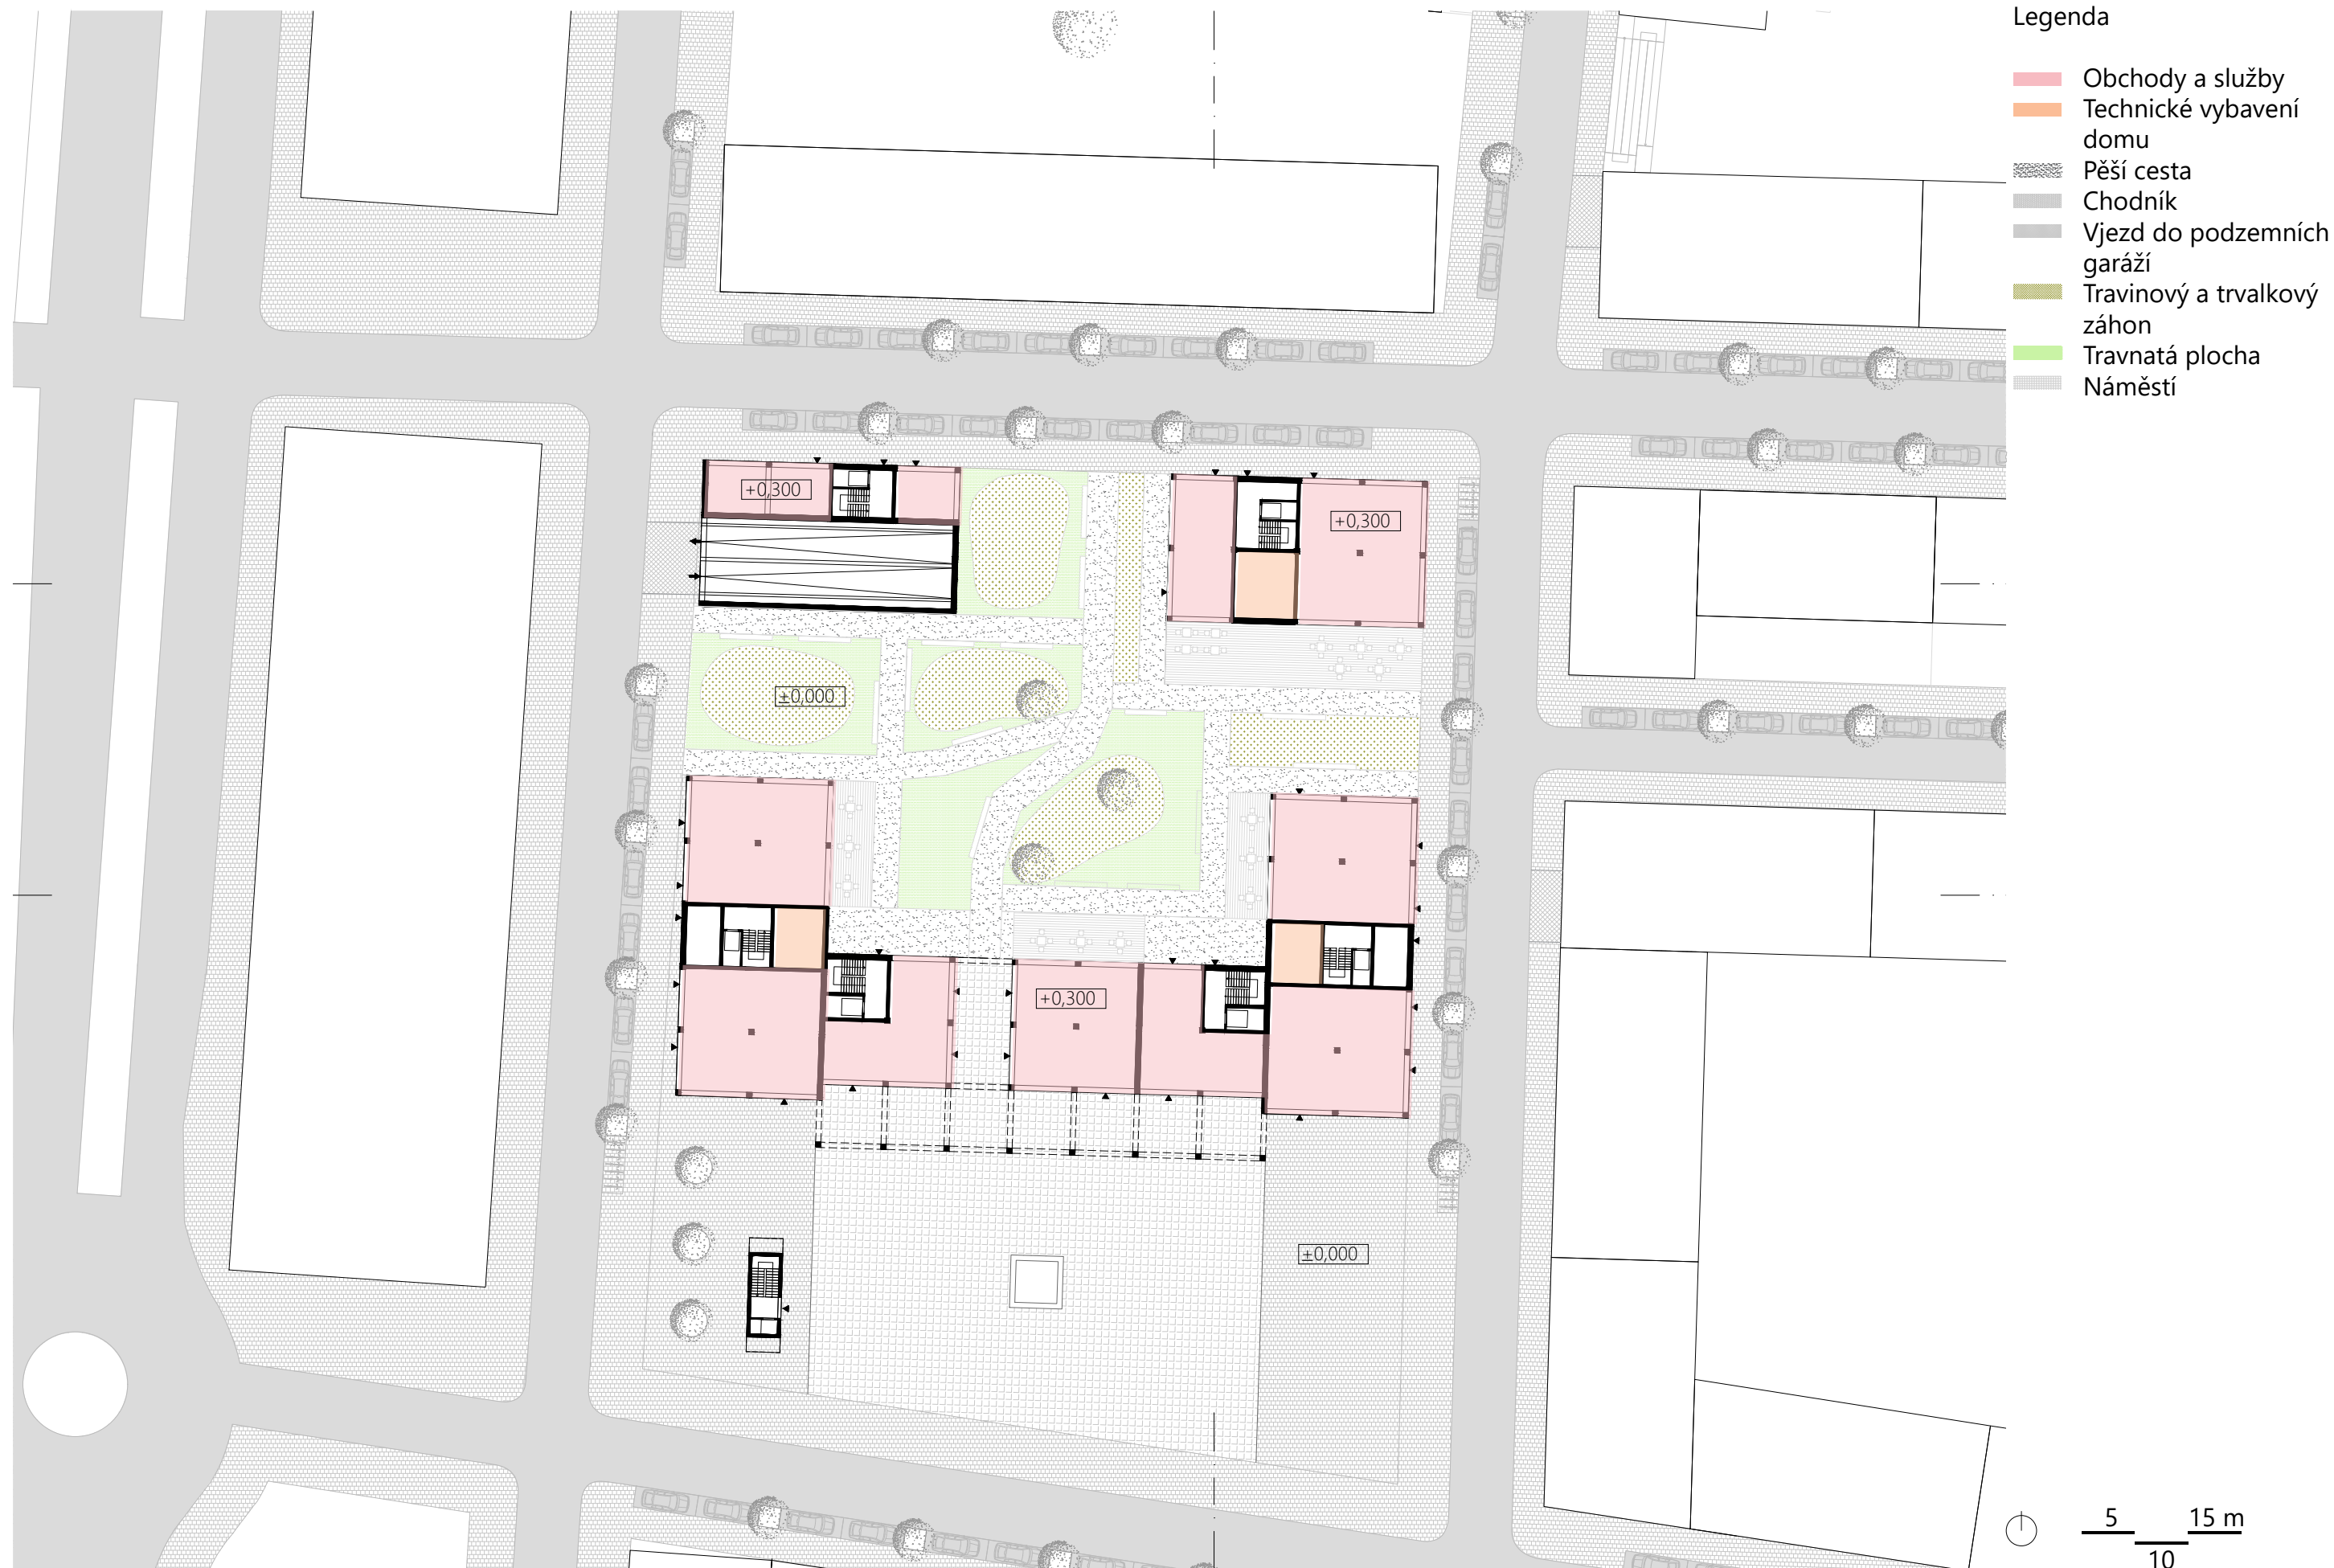 Legenda
Obchody a služby
Technické vybavení
domu
Pěší cesta
Chodník
Vjezd do podzemních
garáží
Travinový a trvalkový
záhon
Travnatá plocha
Náměstí
+0,300
+0,300
±0,000
+0,300
±0,000
5 15 m
10